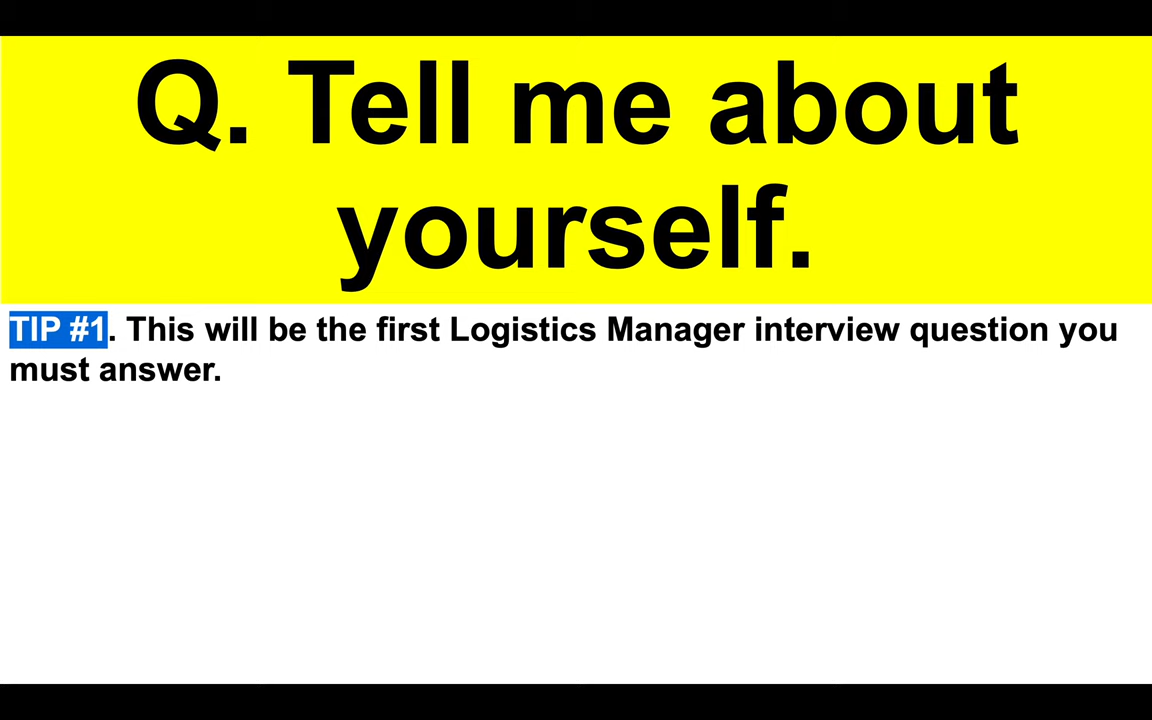 Q. Tell me about
yourself.
TIP #1. This will be the first Logistics Manager interview question you
must answer.